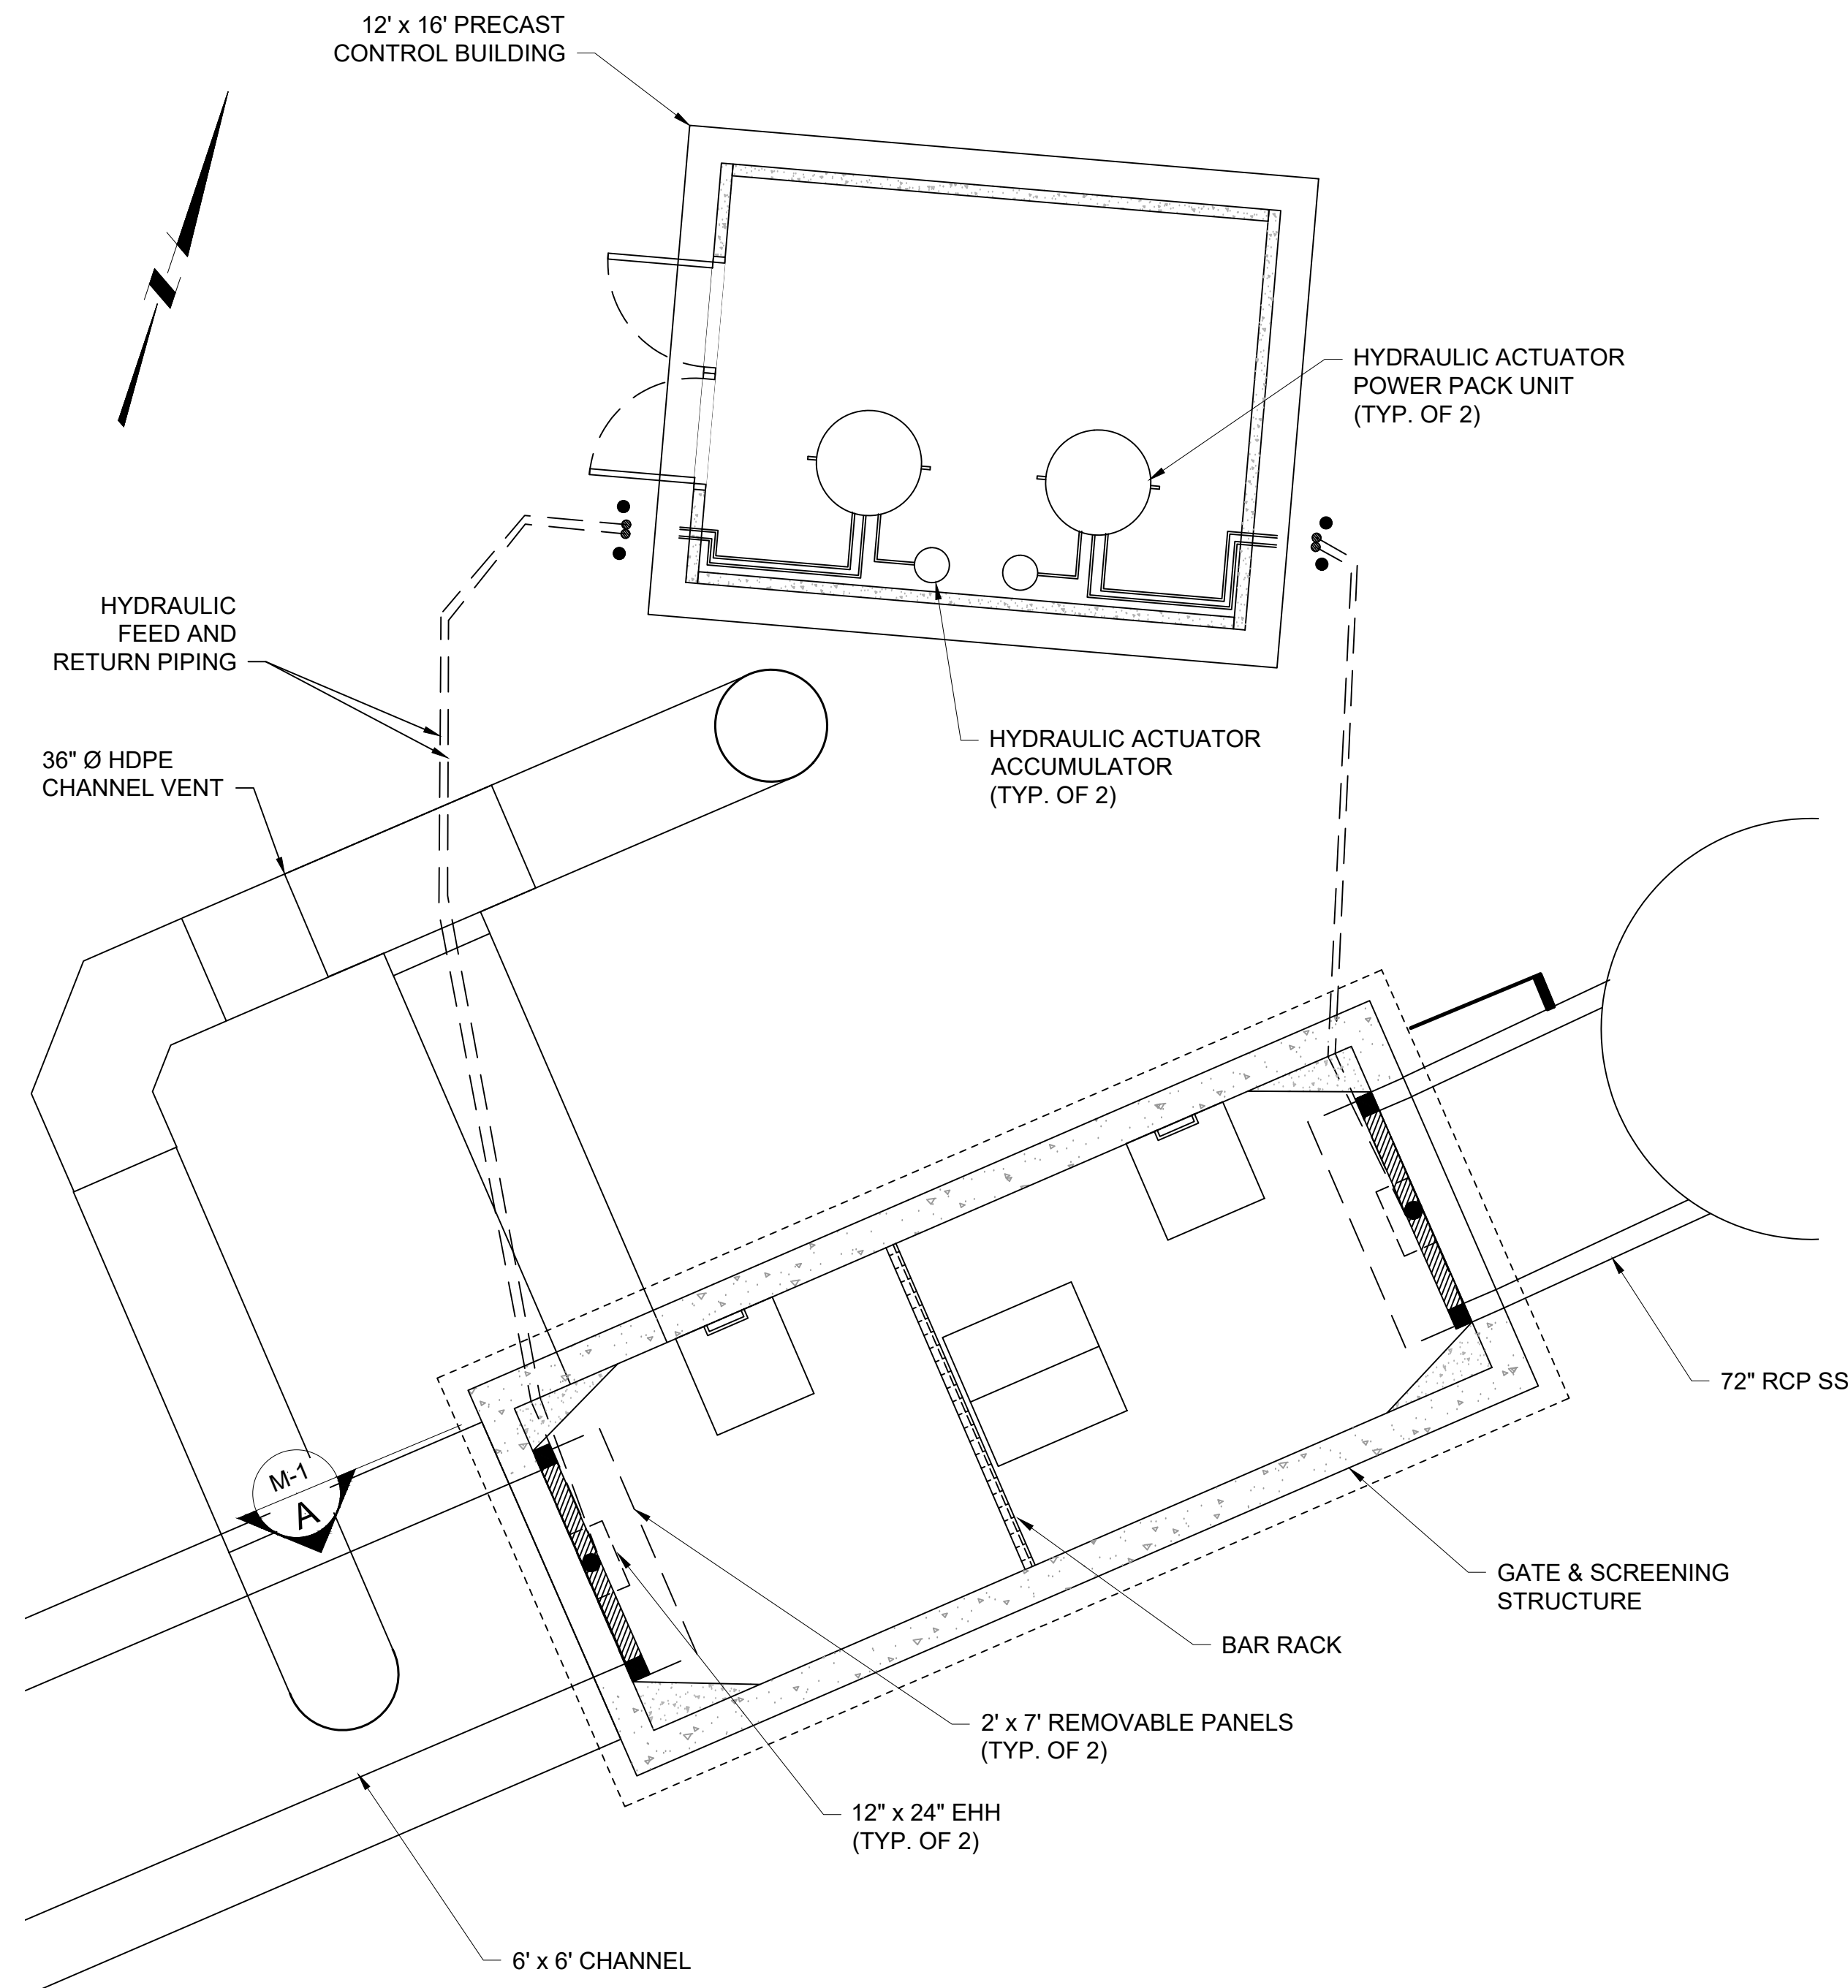 12' x 16' PRECAST
CONTROL BUILDING
HYDRAULIC ACTUATOR
POWER PACK UNIT
(TYP. OF 2)
HYDRAULIC
FEED AND
RETURN PIPING
36" Ø HDPE
CHANNEL VENT
HYDRAULIC ACTUATOR
ACCUMULATOR
(TYP. OF 2)
72" RCP SS
M-1
A
GATE & SCREENING
STRUCTURE
BAR RACK
2' x 7' REMOVABLE PANELS
(TYP. OF 2)
12" x 24" EHH
(TYP. OF 2)
6' x 6' CHANNEL